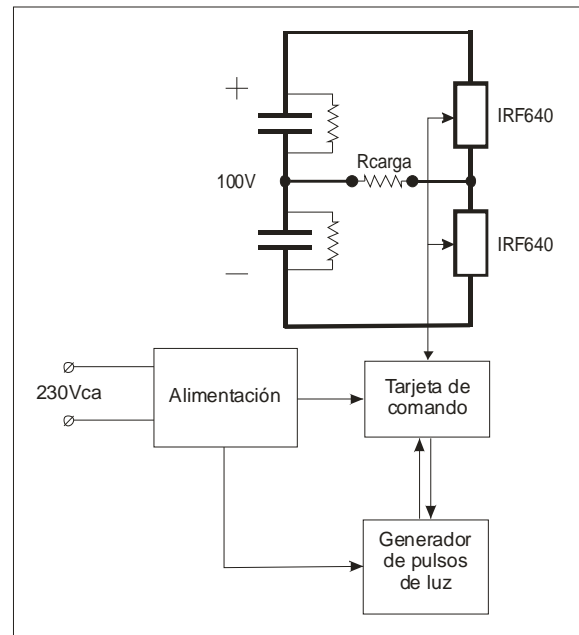 +
IRF640
Rcarga
100V
IRF640
—
230Vca
Alimentación
Tarjeta de
comando
Generador
de pulsos
de luz